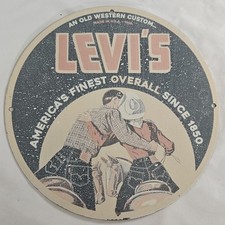 AN OLD WESTERN CUSTOM
LEVI'S
AMERICA'S FINEST OVERALL SINCE 1850